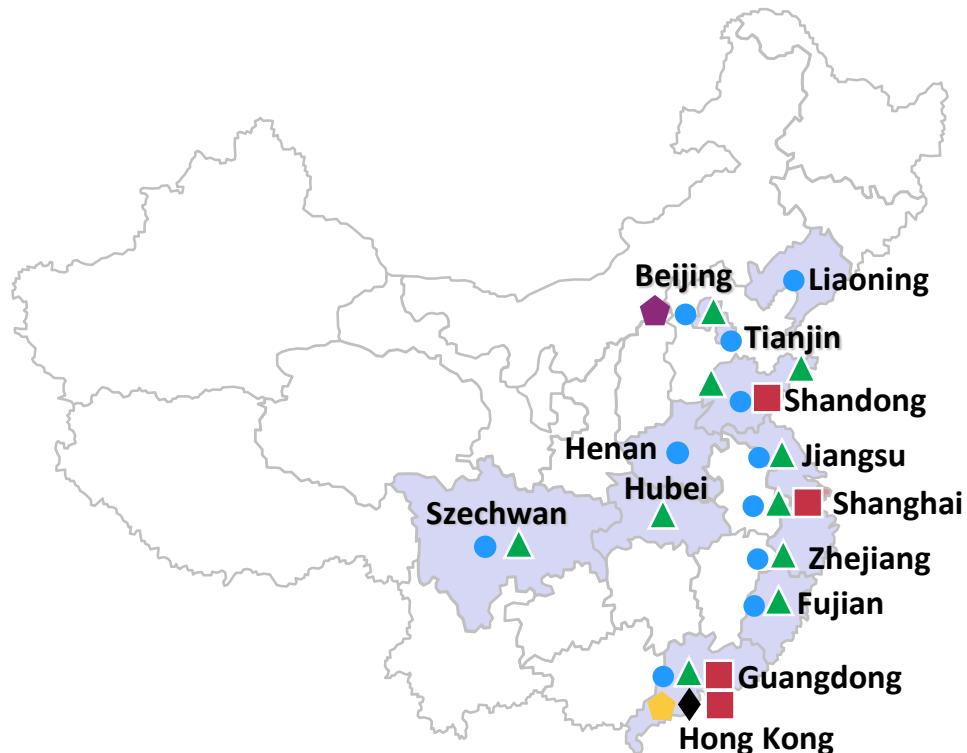 Beijing
Liaoning
Tianjin
Shandong
Henan
Jiangsu
Hubei
Shanghai
Szechwan
Zhejiang
Fujian
Guangdong
Hong Kong